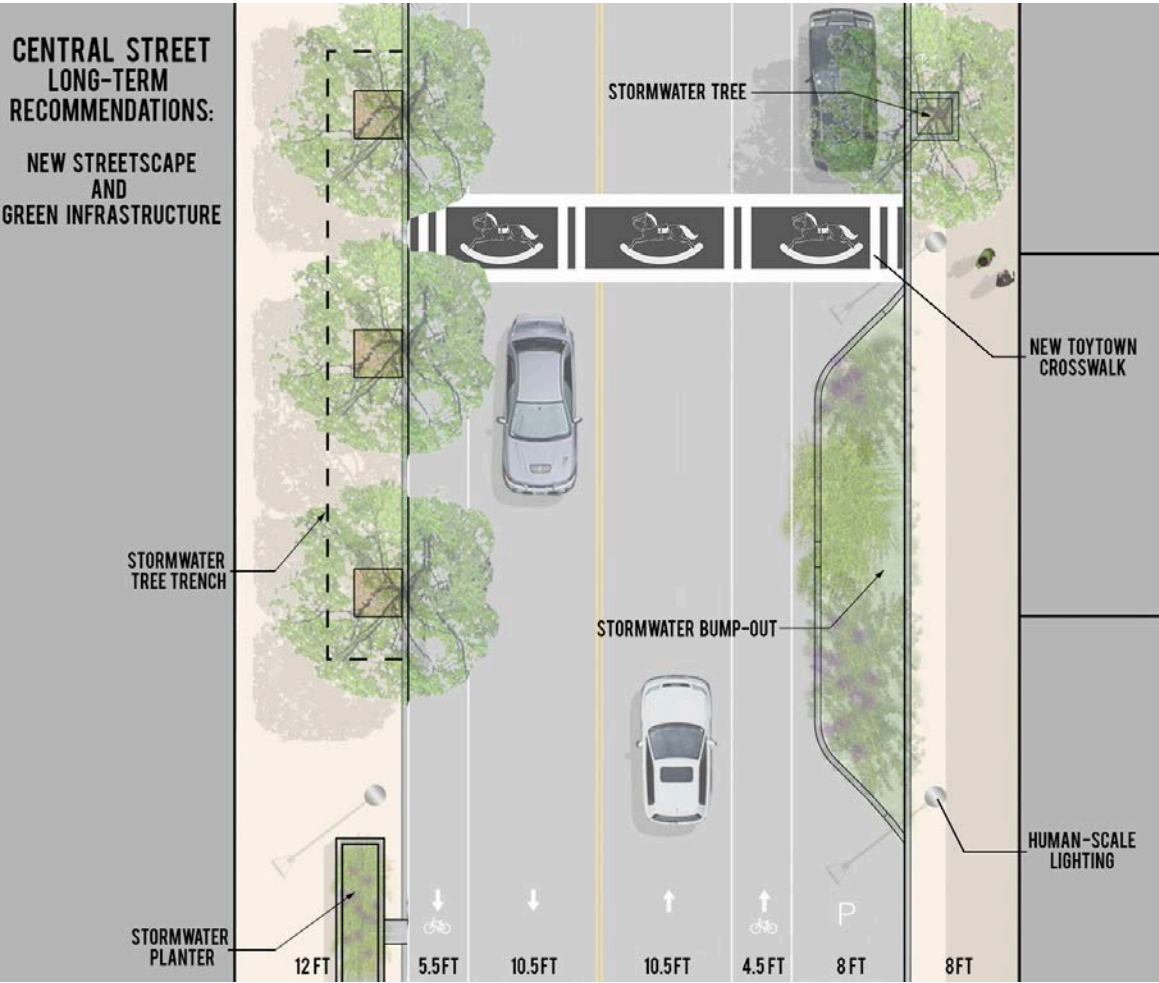 CENTRAL STREET
LONG-TERM
RECOMMENDATIONS:
NEW STREETSCAPE
AND
GREEN INFRASTRUCTURE
STORMWATER TREE
NEW TOYTOWN
CROSSWALK
STORMWATER
TREE TRENCH
STORMWATER BUMP-OUT
HUMAN-SCALE
LIGHTING
STORMWATER
PLANTER
P
12 FT
5.5FT
10.5FT
10.5FT
4.5 FT
8 FT
8FT